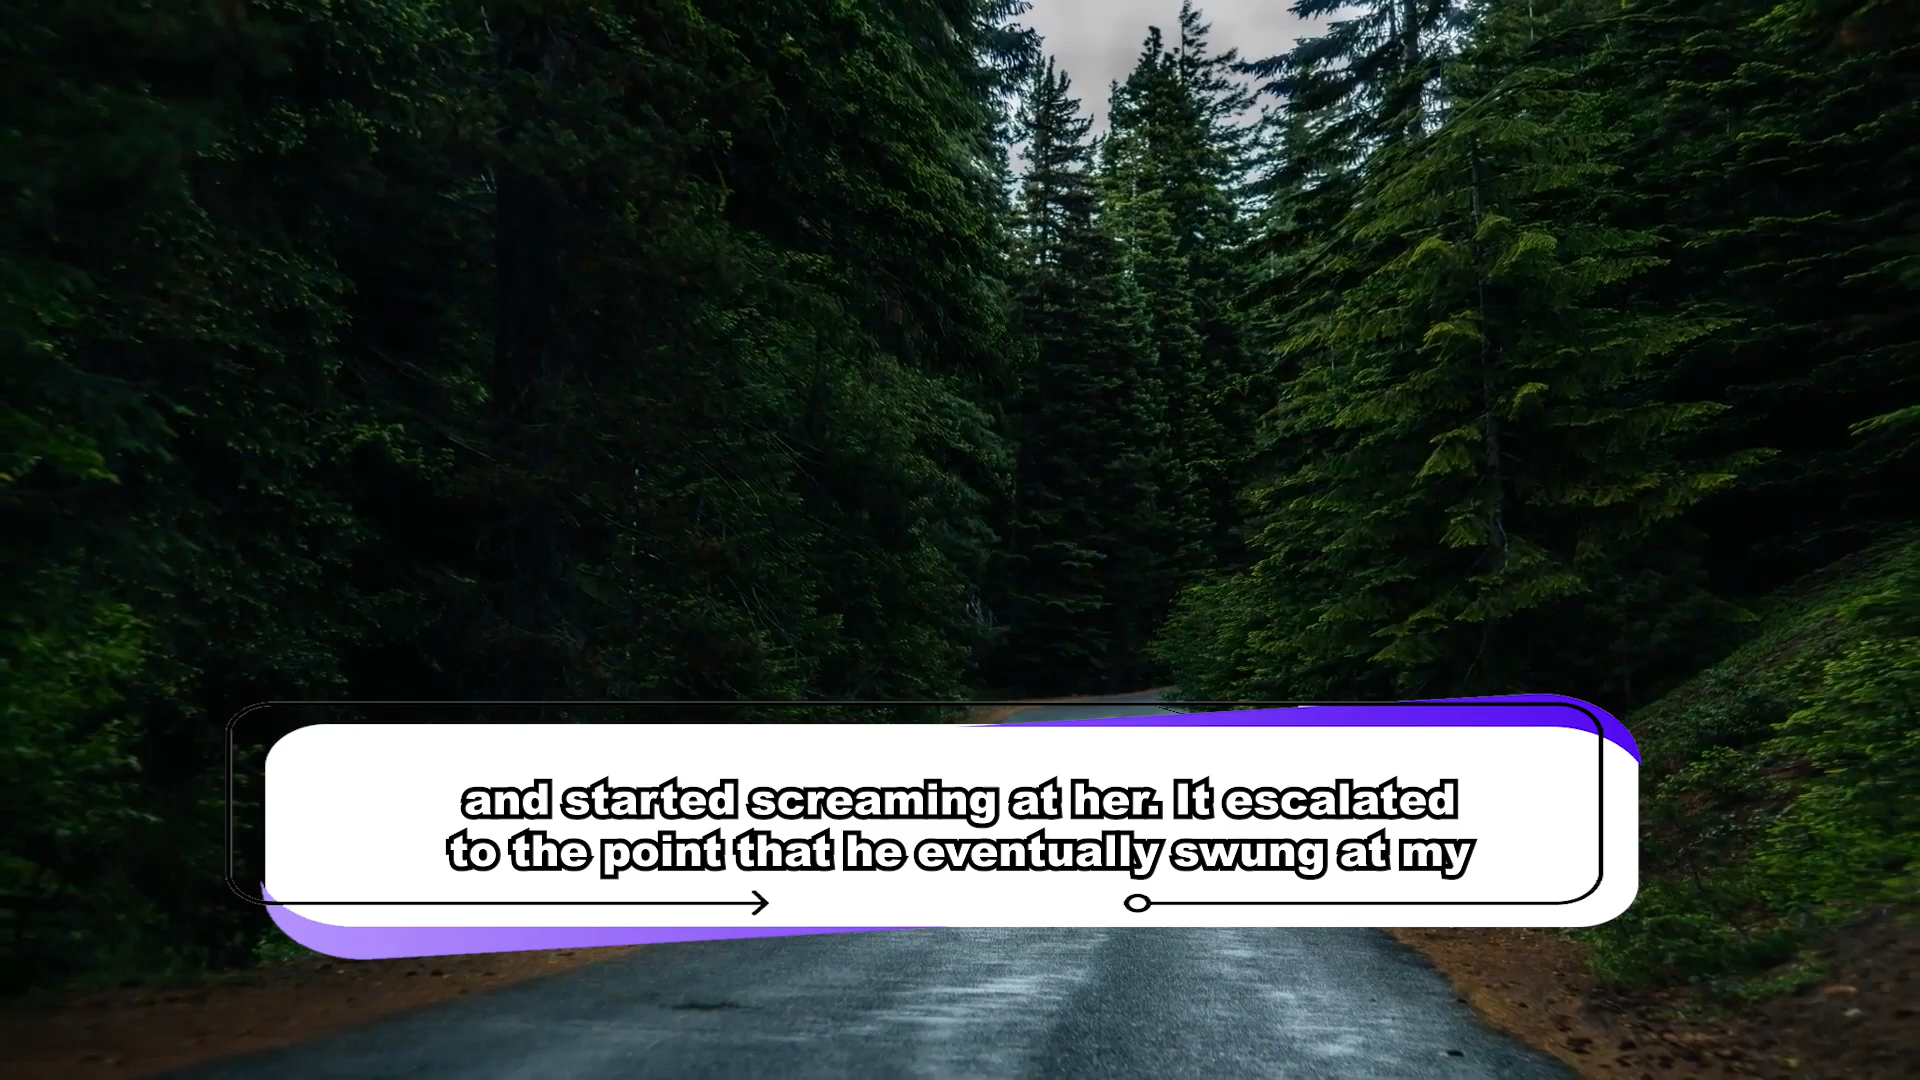 and started screaming at her. It escalated
to the point that he eventually swung at my